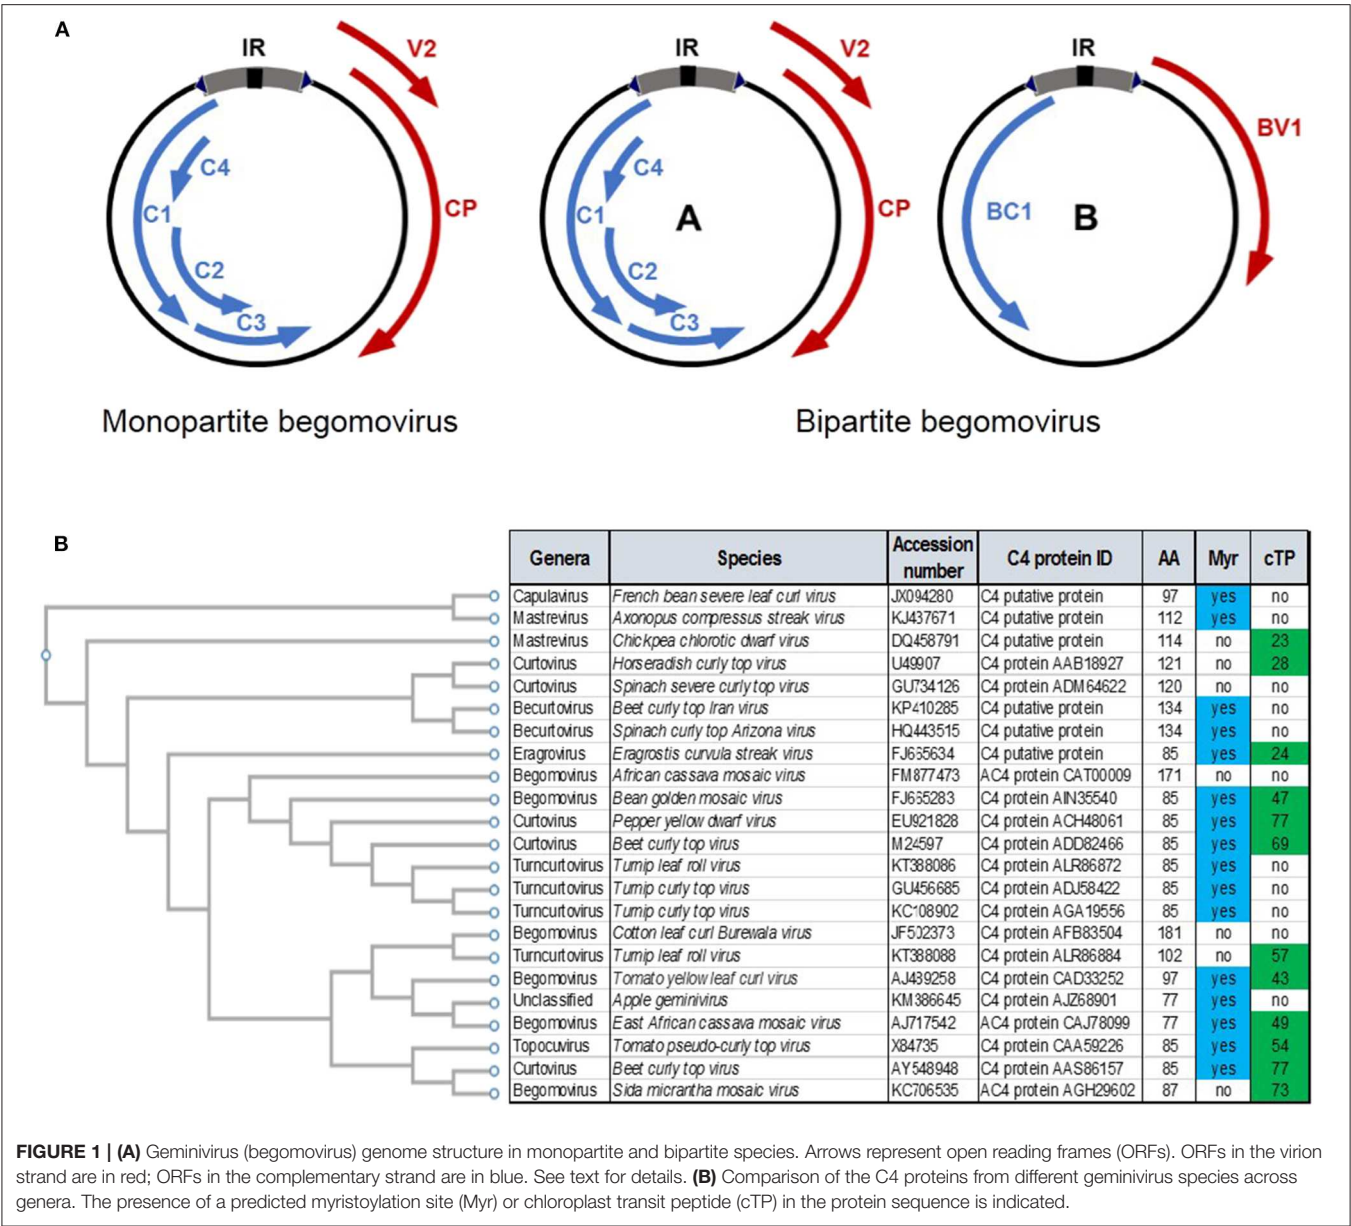 A
IR
V2
C4
C1
CP
C2
C3
Monopartite begomovirus
IR
V2
C4
C1
A
CP
C2
C3
IR
BV1
BC1
B
Bipartite begomovirus
B
Genera Species Accession number C4 protein ID AA Myr cTP
Capulavirus French bean severe leaf curl virus JX094280 C4 putative protein 97 yes no
Mastrevirus Axonopus compressus streak virus KJ437671 C4 putative protein 112 yes no
Mastrevirus Chickpea chlorotic dwarf virus DQ458791 C4 putative protein 114 no 23
Curtovirus Horseradish curly top virus U49907 C4 protein AAB18927 121 no 28
Curtovirus Spinach severe curly top virus GU734126 C4 protein ADM64622 120 no no
Becurtovirus Beet curly top Iran virus KP410285 C4 putative protein 134 yes no
Becurtovirus Spinach curly top Arizona virus HQ443515 C4 putative protein 134 yes no
Eragrovirus Eragrostis curvula streak virus FJ665634 C4 putative protein 85 yes 24
Begomovirus African cassava mosaic virus FM877473 AC4 protein CAT00009 171 no no
Begomovirus Bean golden mosaic virus FJ665283 C4 protein AIN35540 85 yes 47
Curtovirus Pepper yellow dwarf virus EU921828 C4 protein ACH48061 85 yes 77
Curtovirus Beet curly top virus M24597 C4 protein ADD82466 85 yes 69
Turncurtovirus Turnip leaf roll virus KT388086 C4 protein ALR86872 85 yes no
Turncurtovirus Turnip curly top virus GU456685 C4 protein ADJ58422 85 yes no
Turncurtovirus Turnip curly top virus KC108902 C4 protein AGA19556 85 yes no
Begomovirus Cotton leaf curl Burewala virus JF502373 C4 protein AFB83504 181 no no
Turncurtovirus Turnip leaf roll virus KT388088 C4 protein ALR86884 102 no 57
Begomovirus Tomato yellow leaf curl virus AJ489258 C4 protein CAD33252 97 yes 43
Unclassified Apple geminivirus KM386645 C4 protein AJZ68901 77 yes no
Begomovirus East African cassava mosaic virus AJ717542 AC4 protein CAJ78099 77 yes 49
Topocuvirus Tomato pseudo-curly top virus X84735 C4 protein CAA59226 85 yes 54
Curtovirus Beet curly top virus AY548948 C4 protein AAS86157 85 yes 77
Begomovirus Sida micrantha mosaic virus KC706535 AC4 protein AGH29602 87 no 73
FIGURE 1 | (A) Geminivirus (begomovirus) genome structure in monopartite and bipartite species. Arrows represent open reading frames (ORFs). ORFs in the virion
strand are in red; ORFs in the complementary strand are in blue. See text for details. (B) Comparison of the C4 proteins from different geminivirus species across
genera. The presence of a predicted myristoylation site (Myr) or chloroplast transit peptide (cTP) in the protein sequence is indicated.